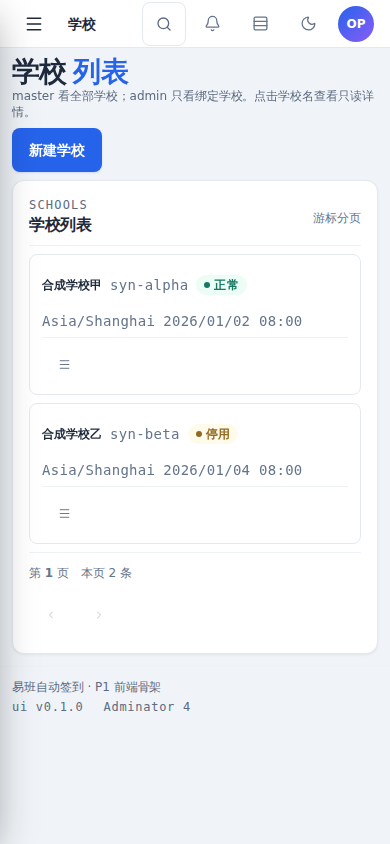 学校
OP
学校 列表
master 看全部学校；admin 只看绑定学校。点击学校名查看只读详
情。
新建学校
SCHOOLS
学校列表
游标分页
合成学校甲 syn-alpha 正常
Asia/Shanghai 2026/01/02 08:00
合成学校乙 syn-beta 停用
Asia/Shanghai 2026/01/04 08:00
第 1 页 本页 2 条
易班自动签到 · P1 前端骨架
ui v0.1.0 Adminator 4